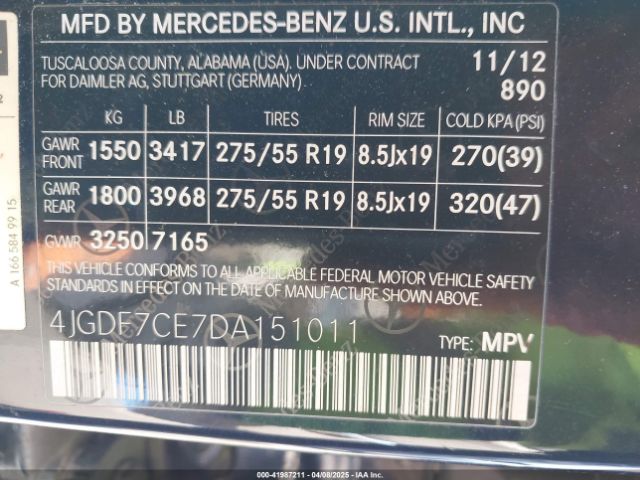 MFD BY MERCEDES-BENZ U.S. INTL., INC
TUSCALOOSA COUNTY, ALABAMA (USA). UNDER CONTRACT
FOR DAIMLER AG, STUTTGART (GERMANY)
11/12
890
KG LB TIRES RIM SIZE COLD KPA (PSI)
GAWR FRONT 1550 3417 275/55 R19 8.5Jx19 270(39)
GAWR REAR 1800 3968 275/55 R19 8.5Jx19 320(47)
GVWR 3250 7165
THIS VEHICLE CONFORMS TO ALL APPLICABLE FEDERAL MOTOR VEHICLE SAFETY
STANDARDS IN EFFECT ON THE DATE OF MANUFACTURE SHOWN ABOVE.
4JGDF7CE7DA151011
TYPE: MPV
A 166 584 99 15
000-41987211 - 04/08/2025 - IAA Inc.